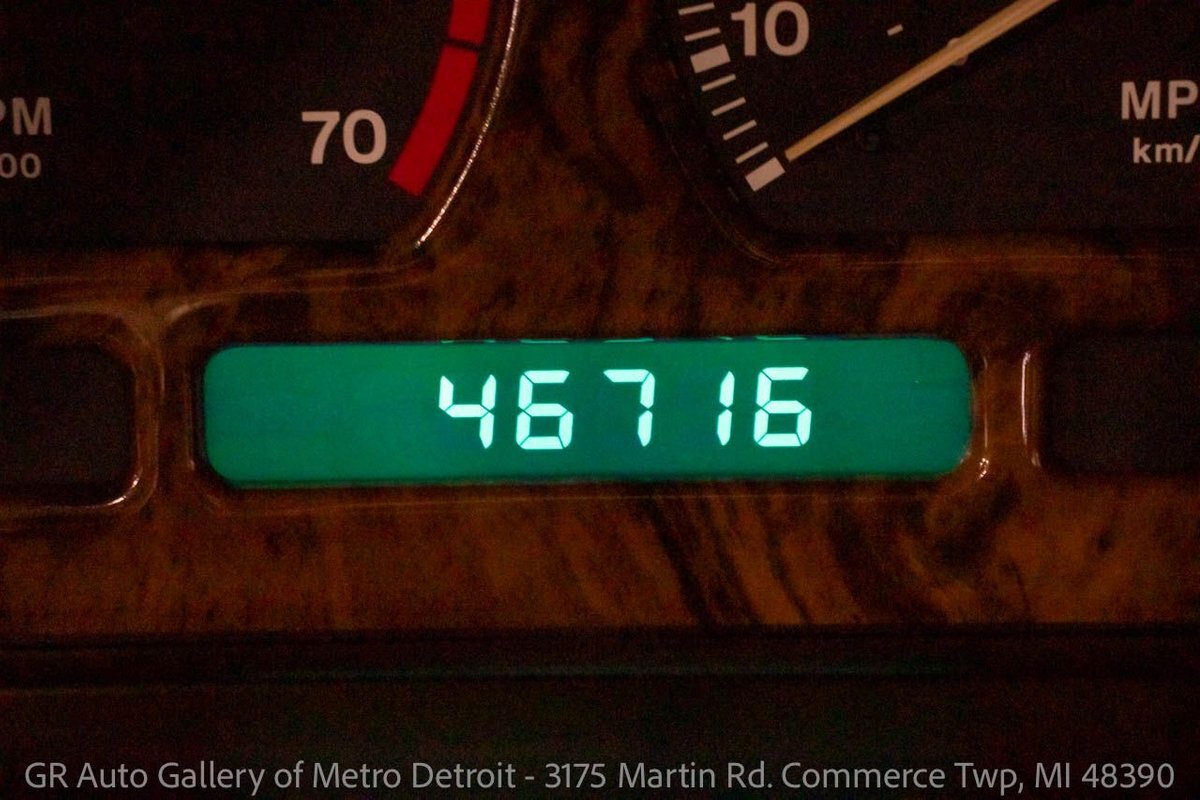 10
MP
km/
PM
70
00
46716
GR Auto Gallery of Metro Detroit - 3175 Martin Rd. Commerce Twp, MI 48390